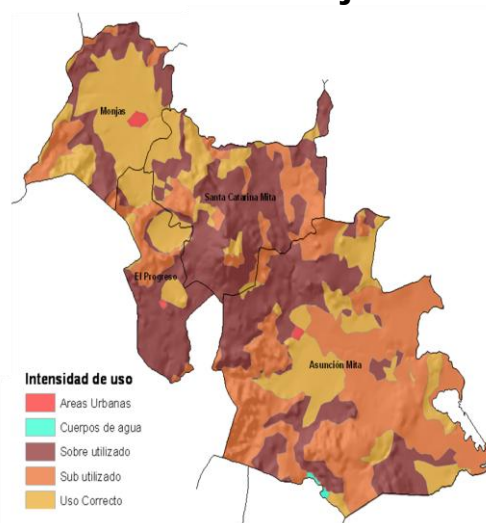 Monjas
Santa Catarina Mita
El Progreso
Asunción Mita
Intensidad de uso
Areas Urbanas
Cuerpos de agua
Sobre utilizado
Sub utilizado
Uso Correcto